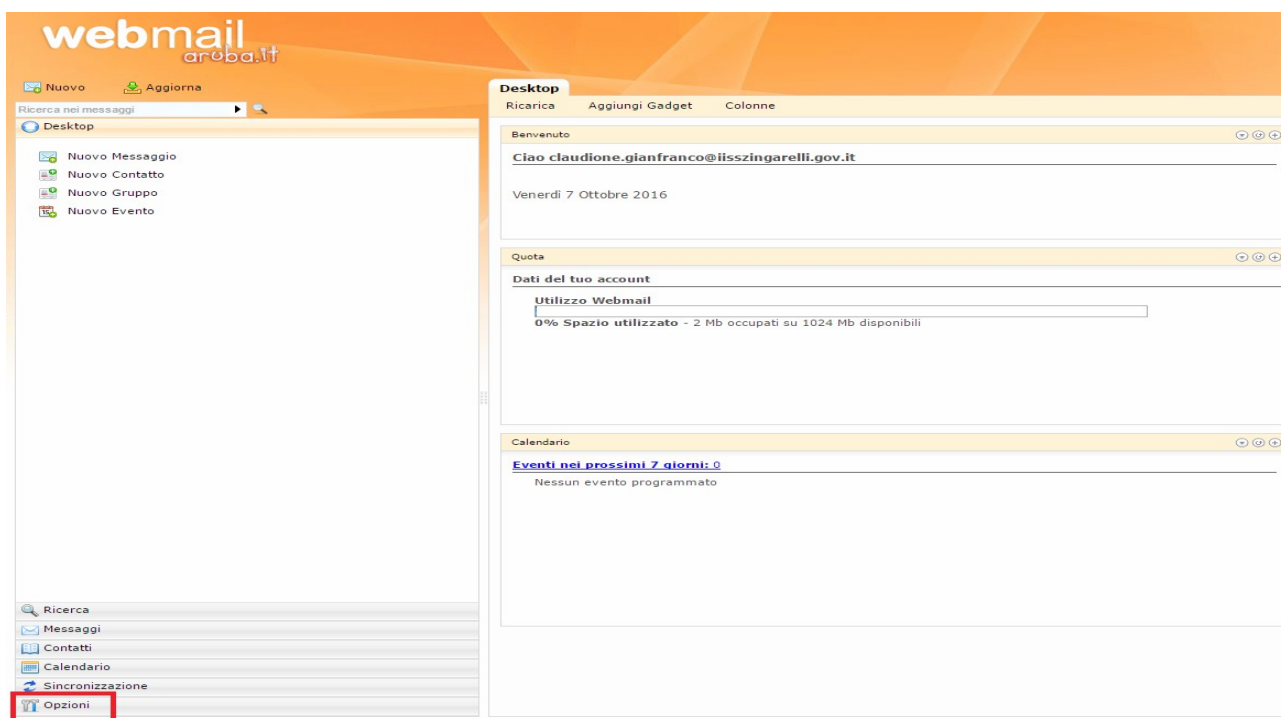 webmail
aruba.it
Nuovo Aggiorna
Ricerca nei messaggi
Desktop
Nuovo Messaggio
Nuovo Contatto
Nuovo Gruppo
Nuovo Evento
Ricerca
Messaggi
Contatti
Calendario
Sincronizzazione
Opzioni
Desktop
Ricarica Aggiungi Gadget Colonne
Benvenuto
Ciao claudione.gianfranco@iisszingarelli.gov.it
Venerdì 7 Ottobre 2016
Quota
Dati del tuo account
Utilizzo Webmail
0% Spazio utilizzato - 2 Mb occupati su 1024 Mb disponibili
Calendario
Eventi nei prossimi 7 giorni: 0
Nessun evento programmato